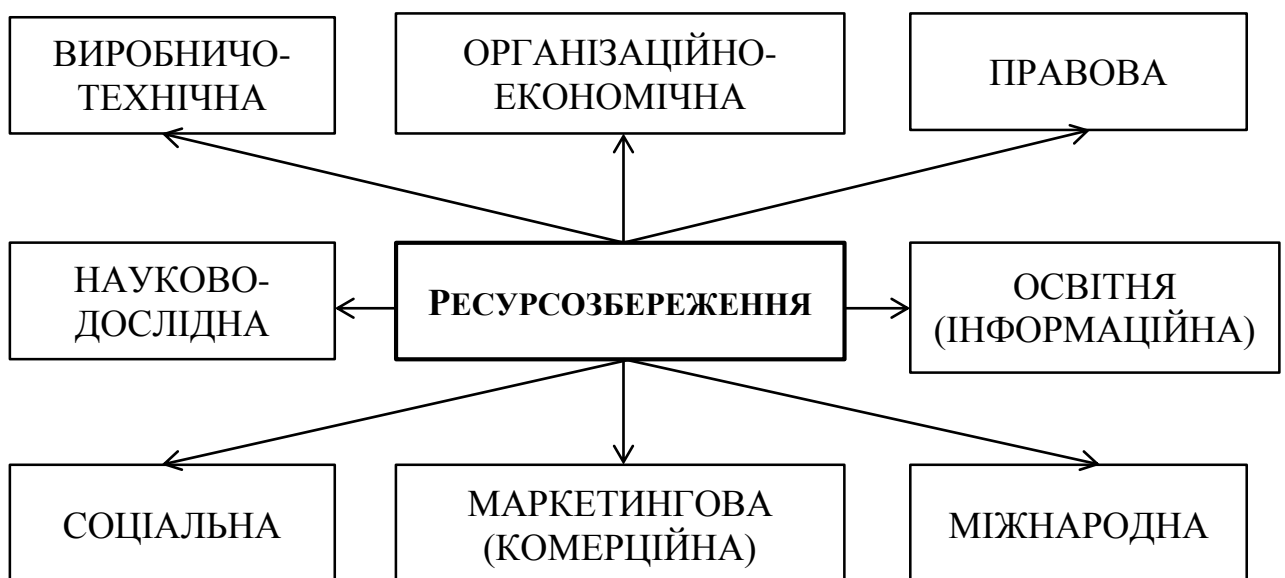 ВИРОБНИЧО-
ТЕХНІЧНА
ОРГАНІЗАЦІЙНО-
ЕКОНОМІЧНА
ПРАВОВА
НАУКОВО-
ДОСЛІДНА
РЕСУРСОЗБЕРЕЖЕННЯ
ОСВІТНЯ
(ІНФОРМАЦІЙНА)
СОЦІАЛЬНА
МАРКЕТИНГОВА
(КОМЕРЦІЙНА)
МІЖНАРОДНА